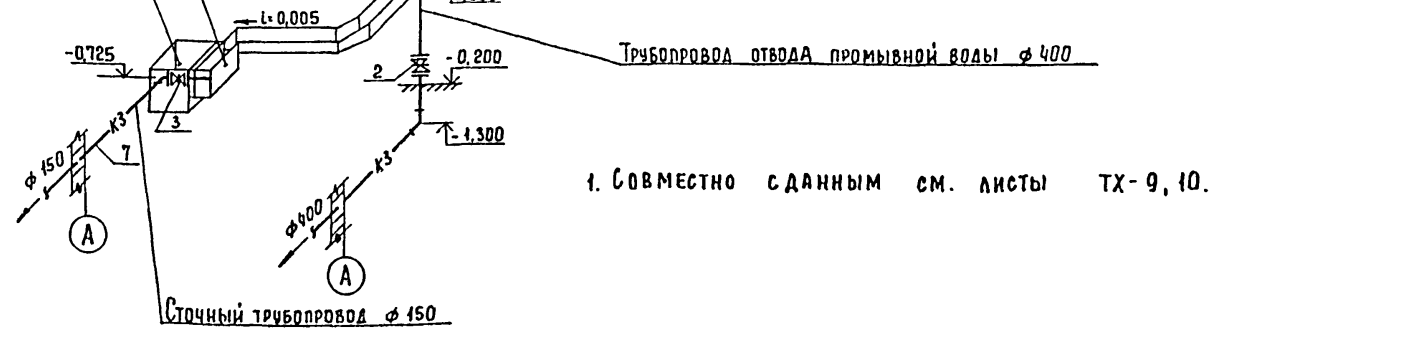 i=0,005
-0,725
2
-0,200
Трубопровод отвода промывной воды ϕ 400
3
К3
7
-1,300
ϕ 150
К3
1. Совместно с данным см. листы ТХ-9, 10.
ϕ400
А
А
Сточный трубопровод ϕ 150